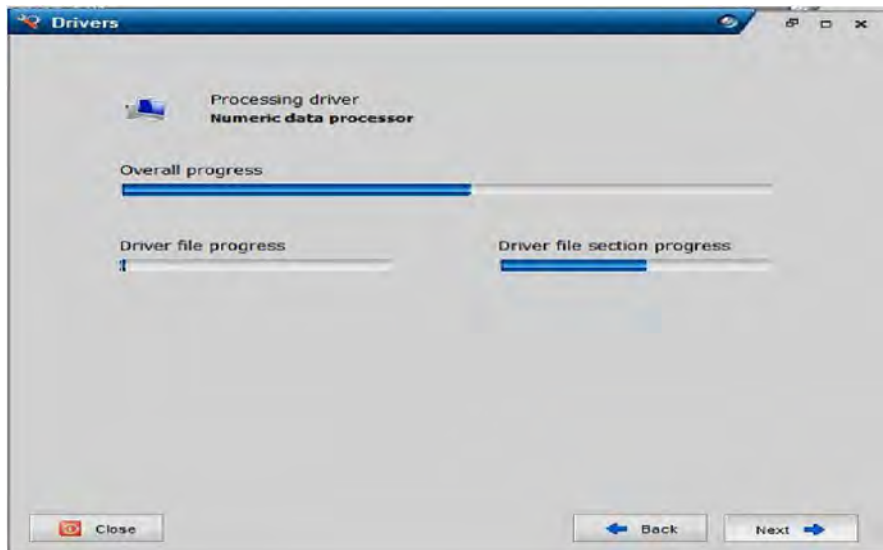 Drivers
Processing driver
Numeric data processor
Overall progress
Driver file progress
Driver file section progress
Close
Back
Next